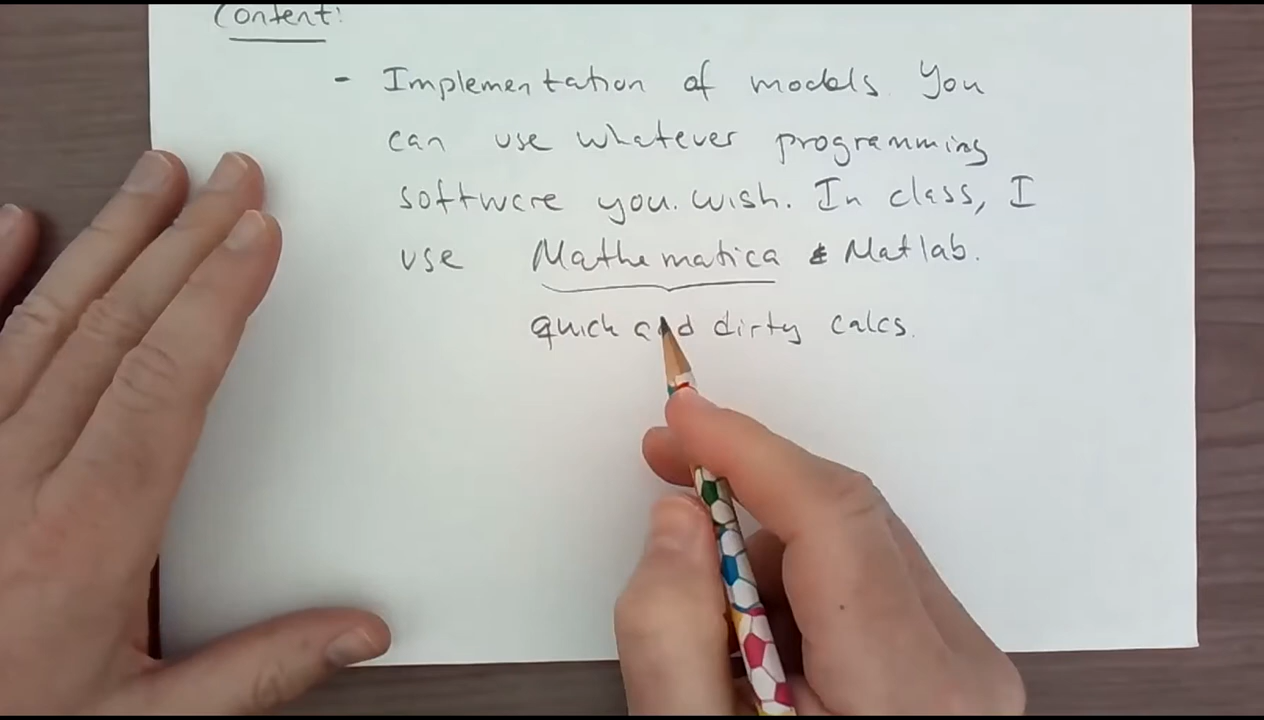 Content:
- Implementation of models. You
can use whatever programming
software you wish. In class, I
use Mathematica & Matlab.
quick and dirty calcs.